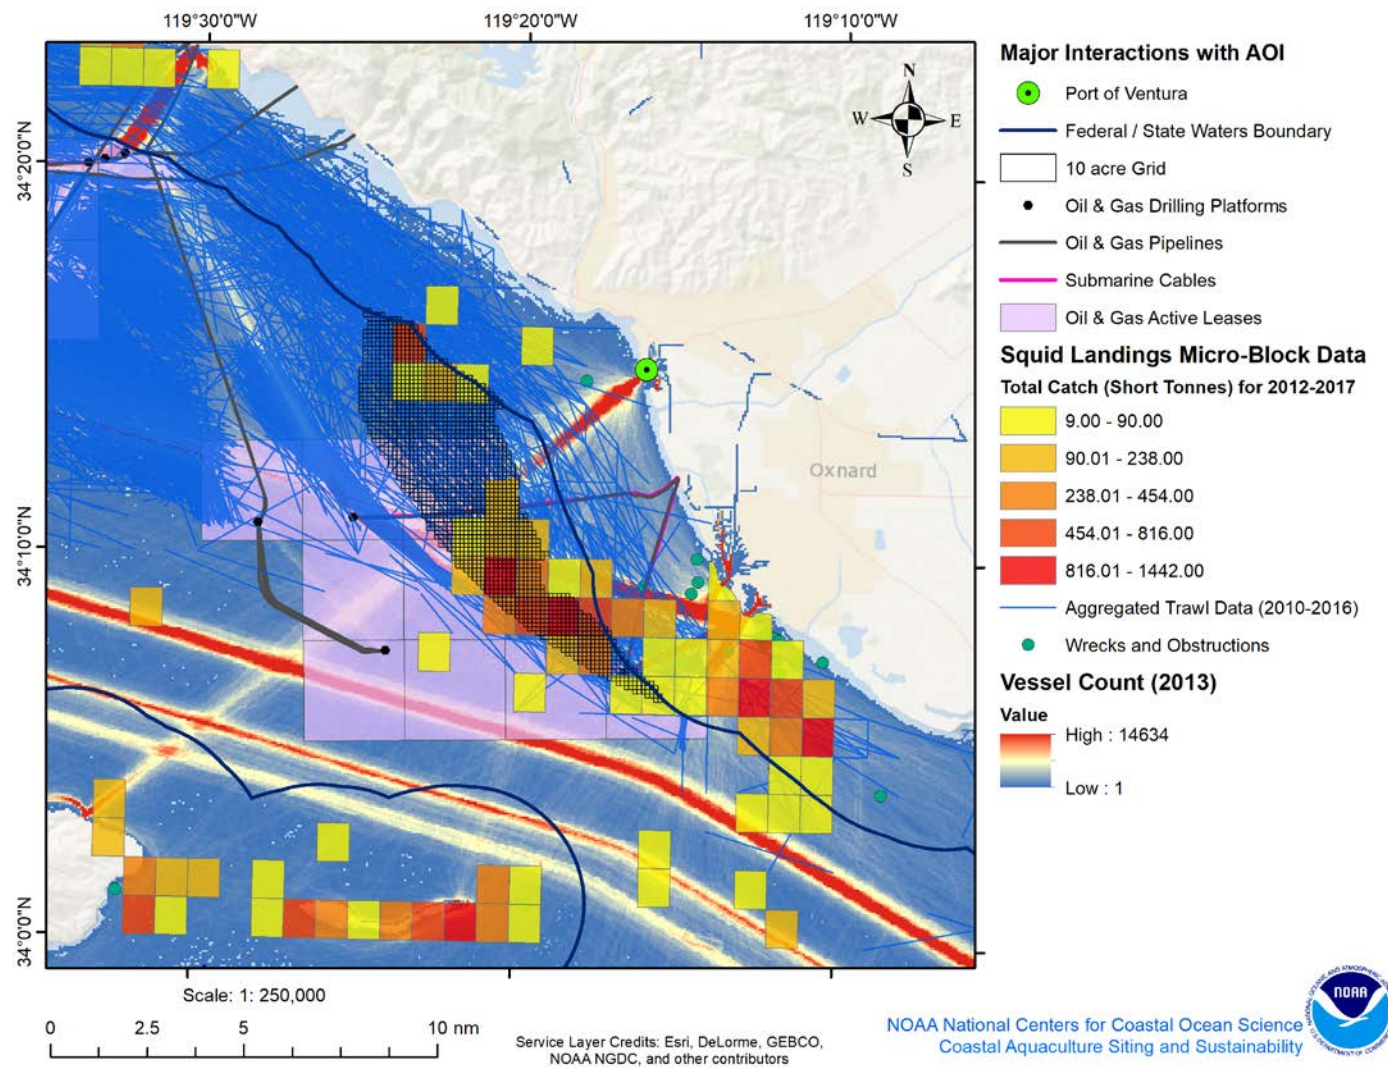 119°30'0"W
119°20'0"W
119°10'0"W
34°20'0"N
34°10'0"N
34°0'0"N
N
W
E
S
Oxnard
Major Interactions with AOI
Port of Ventura
Federal / State Waters Boundary
10 acre Grid
Oil & Gas Drilling Platforms
Oil & Gas Pipelines
Submarine Cables
Oil & Gas Active Leases
Squid Landings Micro-Block Data
Total Catch (Short Tonnes) for 2012-2017
9.00 - 90.00
90.01 - 238.00
238.01 - 454.00
454.01 - 816.00
816.01 - 1442.00
Aggregated Trawl Data (2010-2016)
Wrecks and Obstructions
Vessel Count (2013)
Value
High : 14634
Low : 1
Scale: 1: 250,000
0 2.5 5 10 nm
Service Layer Credits: Esri, DeLorme, GEBCO,
NOAA NGDC, and other contributors
NOAA National Centers for Coastal Ocean Science
Coastal Aquaculture Siting and Sustainability
NOAA